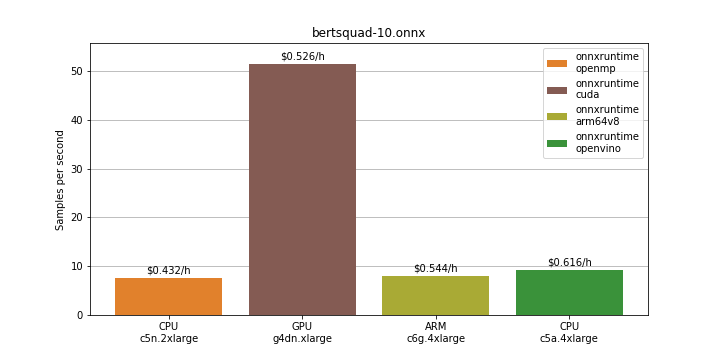 bertsquad-10.onnx
Samples per second
50
40
30
20
10
0
$0.432/h
$0.526/h
$0.544/h
$0.616/h
onnxruntime
openmp
onnxruntime
cuda
onnxruntime
arm64v8
onnxruntime
openvino
CPU
c5n.2xlarge
GPU
g4dn.xlarge
ARM
c6g.4xlarge
CPU
c5a.4xlarge